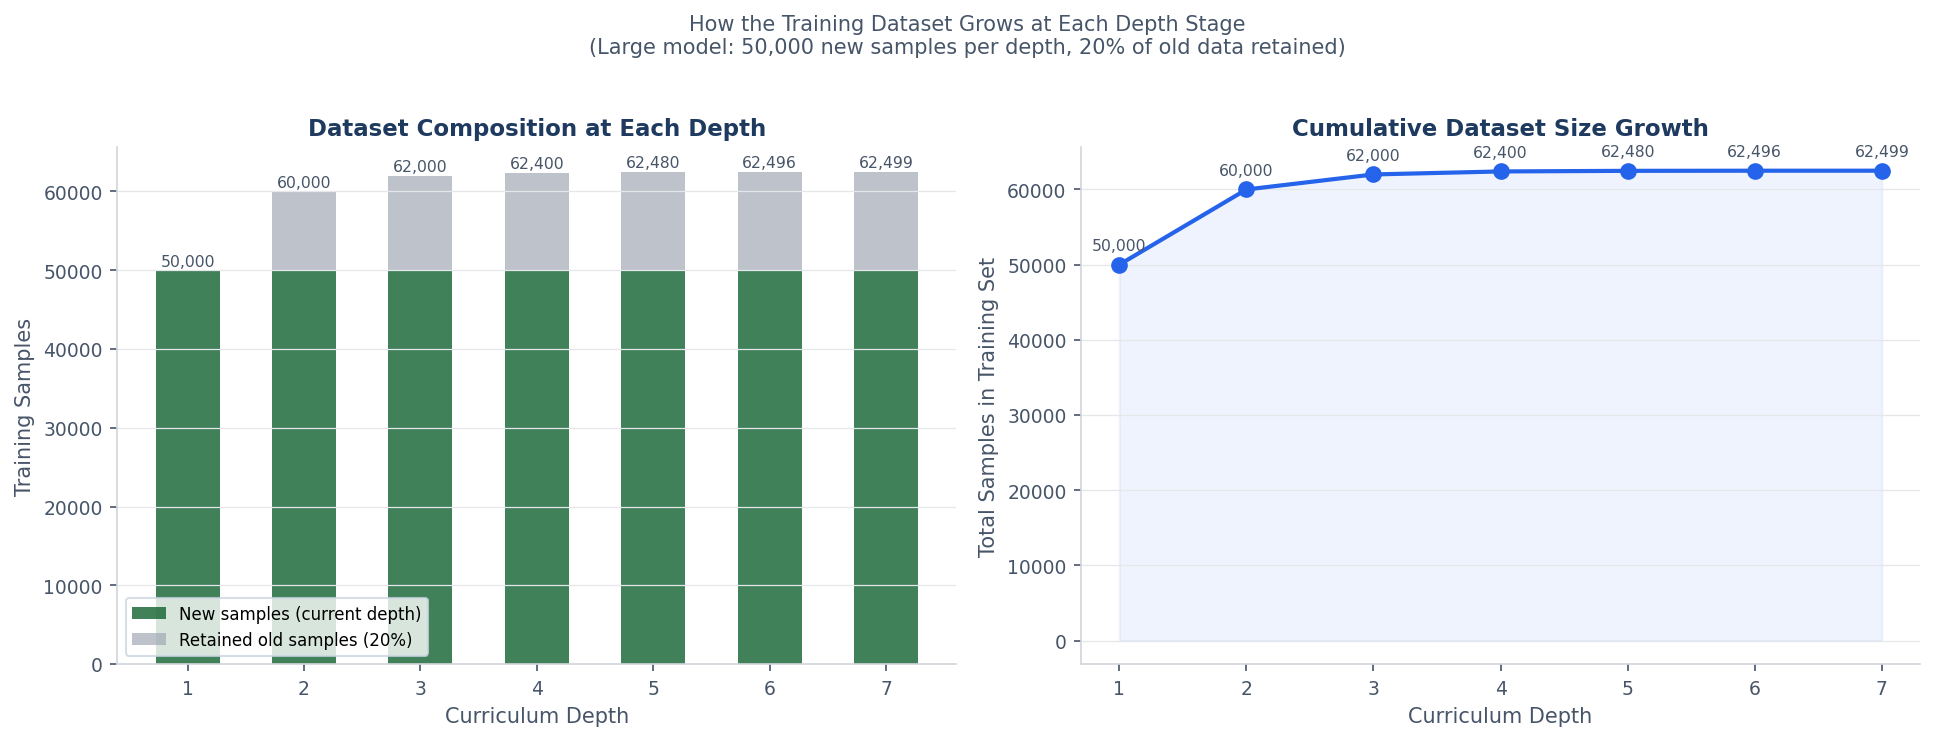 How the Training Dataset Grows at Each Depth Stage
(Large model: 50,000 new samples per depth, 20% of old data retained)
Dataset Composition at Each Depth
Training Samples
60000
50000
40000
30000
20000
10000
0
50,000
60,000
62,000
62,400
62,480
62,496
62,499
New samples (current depth)
Retained old samples (20%)
1 2 3 4 5 6 7
Curriculum Depth
Cumulative Dataset Size Growth
Total Samples in Training Set
60000
50000
40000
30000
20000
10000
0
50,000
60,000
62,000
62,400
62,480
62,496
62,499
1 2 3 4 5 6 7
Curriculum Depth